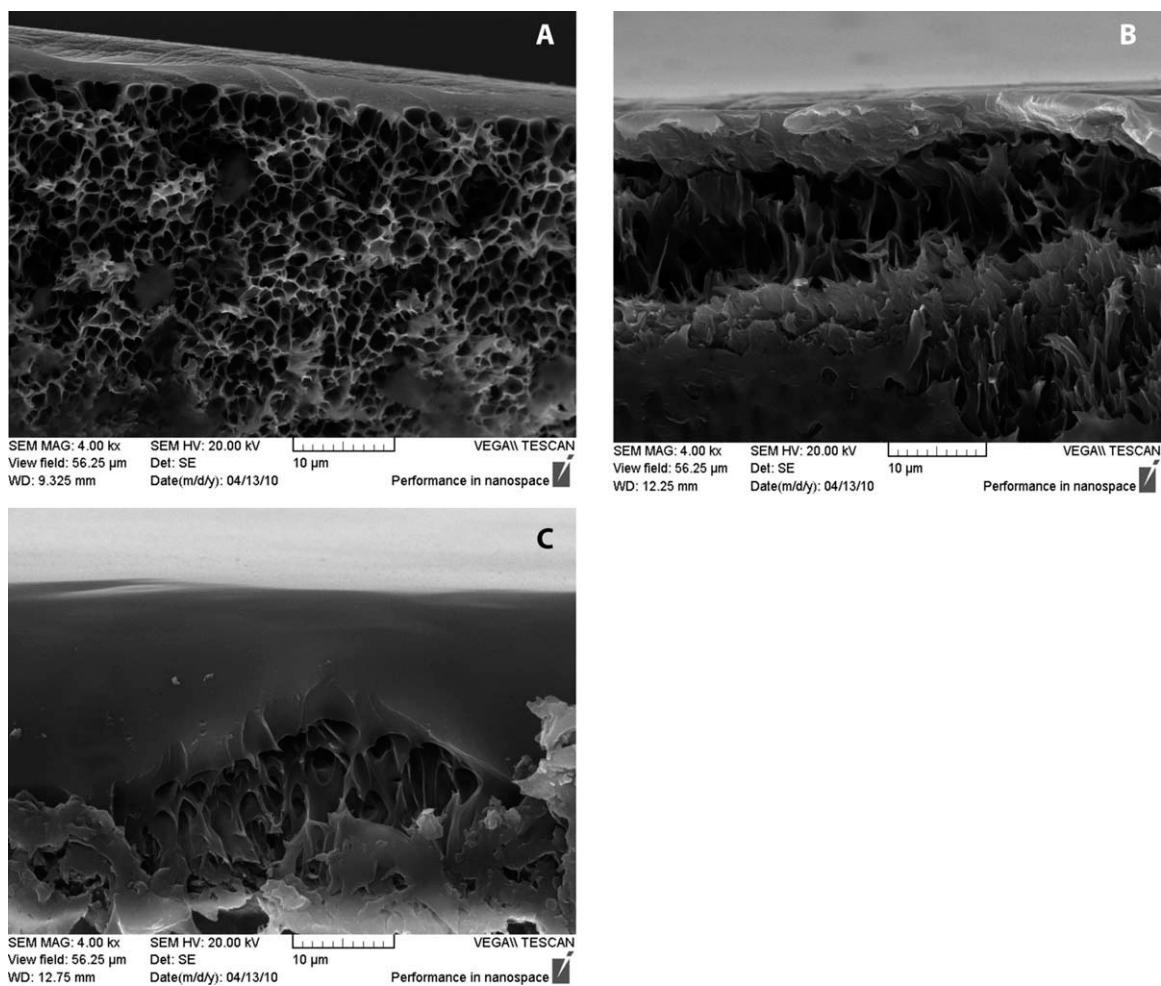 A
SEM MAG: 4.00 kx SEM HV: 20.00 kV VEGA\\ TESCAN
View field: 56.25 µm Det: SE 10 µm
WD: 9.325 mm Date(m/d/y): 04/13/10 Performance in nanospace
B
SEM MAG: 4.00 kx SEM HV: 20.00 kV VEGA\\ TESCAN
View field: 56.25 µm Det: SE 10 µm
WD: 12.25 mm Date(m/d/y): 04/13/10 Performance in nanospace
C
SEM MAG: 4.00 kx SEM HV: 20.00 kV VEGA\\ TESCAN
View field: 56.25 µm Det: SE 10 µm
WD: 12.75 mm Date(m/d/y): 04/13/10 Performance in nanospace